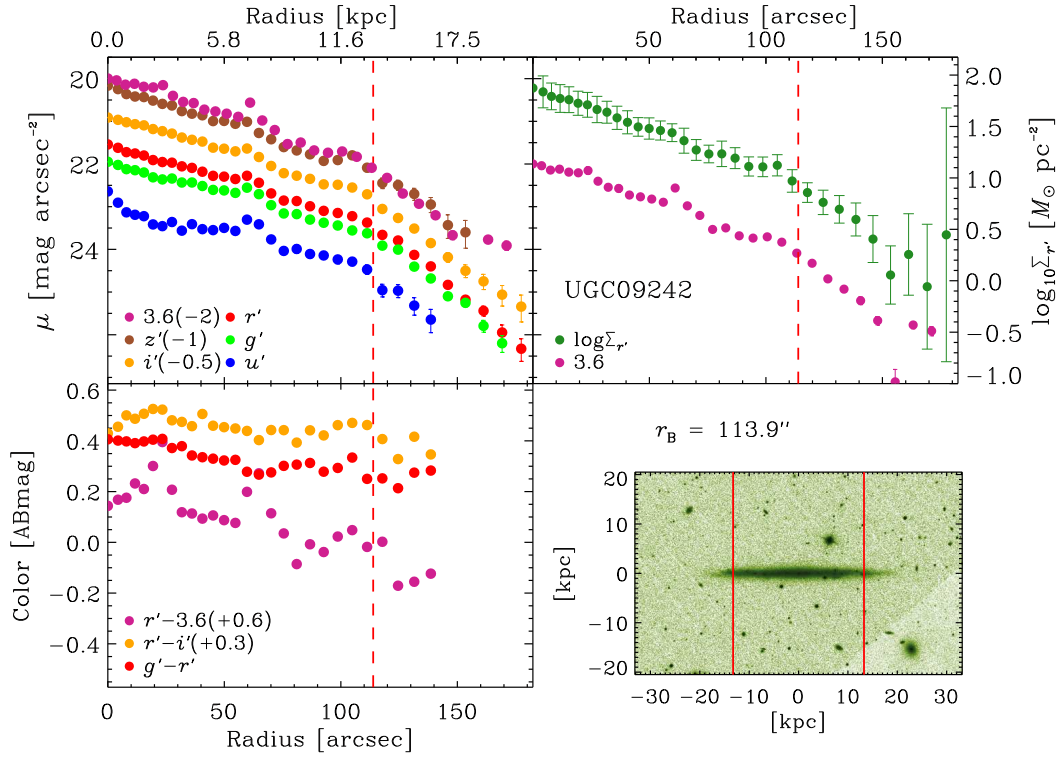 Radius [kpc]
0.0 5.8 11.6 17.5
Radius [arcsec]
50 100 150
μ [mag arcsec⁻²]
20
22
24
3.6(−2) r′
z′(−1) g′
i′(−0.5) u′
UGC09242
logΣr′
3.6
2.0
1.5
1.0
0.5
0.0
−0.5
−1.0
log₁₀Σr′ [M⊙ pc⁻²]
Color [ABmag]
0.6
0.4
0.2
0.0
−0.2
−0.4
r′−3.6(+0.6)
r′−i′(+0.3)
g′−r′
0 50 100 150
Radius [arcsec]
rB = 113.9″
[kpc]
20
10
0
−10
−20
−30 −20 −10 0 10 20 30
[kpc]